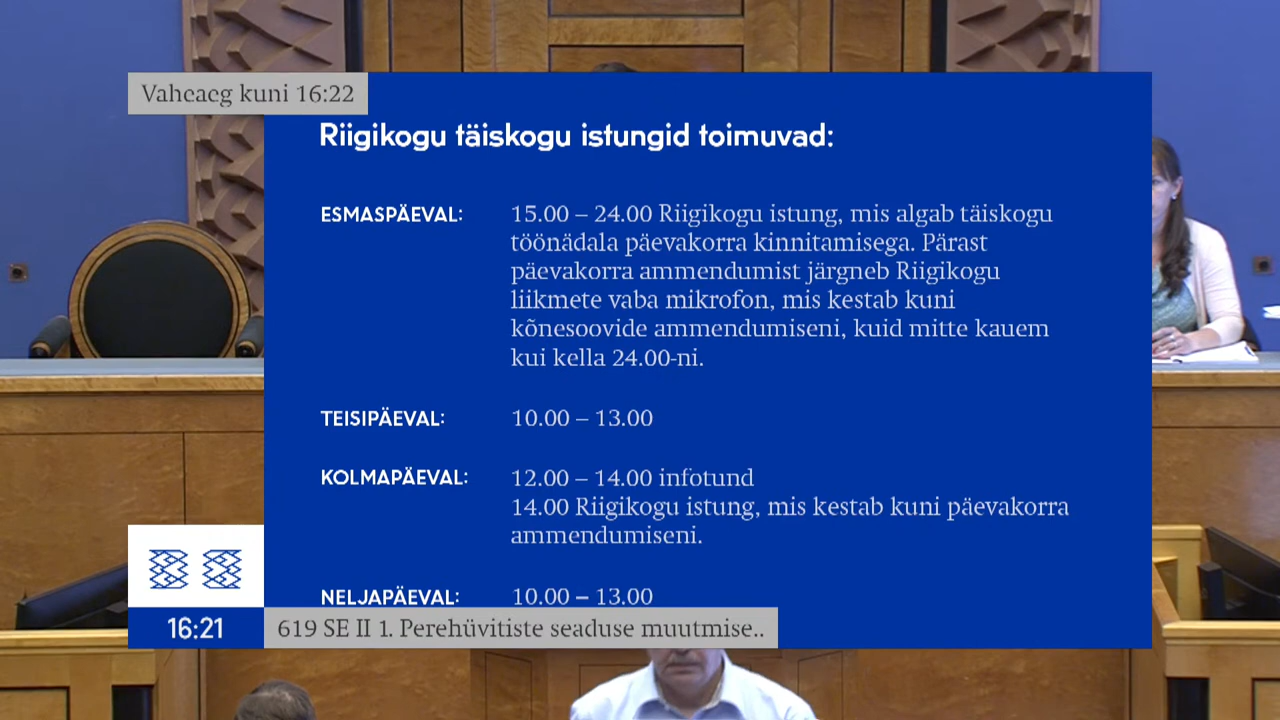 Vaheaeg kuni 16:22
Riigikogu täiskogu istungid toimuvad:
ESMASPÄEVAL:
15.00 – 24.00 Riigikogu istung, mis algab täiskogu
töönädala päevakorra kinnitamisega. Pärast
päevakorra ammendumist järgneb Riigikogu
liikmete vaba mikrofon, mis kestab kuni
kõnesoovide ammendumiseni, kuid mitte kauem
kui kella 24.00-ni.
TEISIPÄEVAL: 10.00 – 13.00
KOLMAPÄEVAL: 12.00 – 14.00 infotund
14.00 Riigikogu istung, mis kestab kuni päevakorra
ammendumiseni.
NELJAPÄEVAL: 10.00 – 13.00
16:21 619 SE II 1. Perehüvitiste seaduse muutmise..